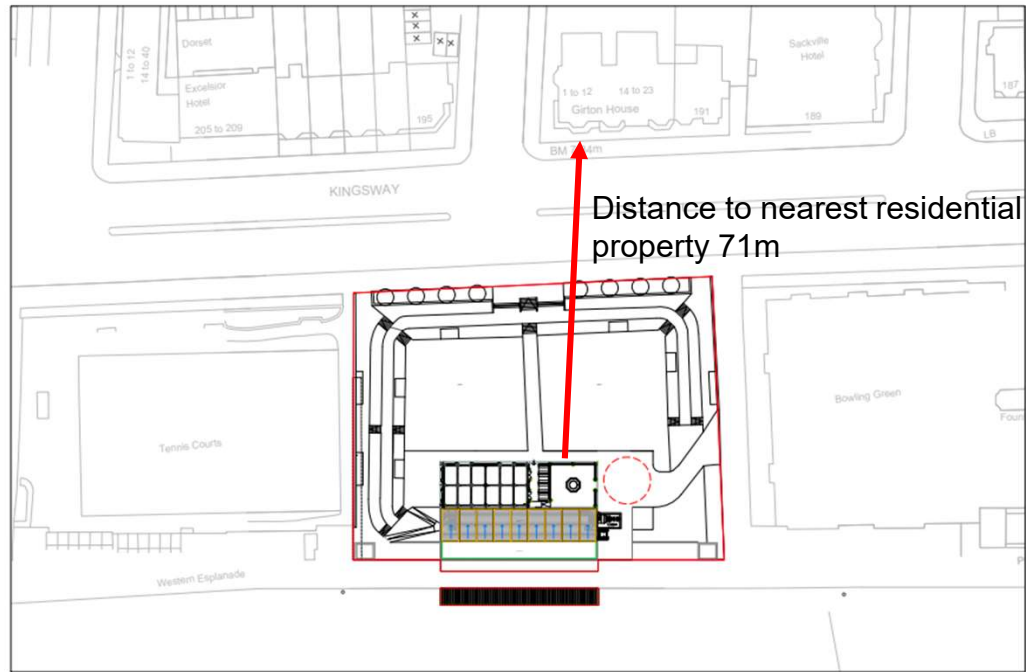 Dorset
Sackville
Hotel
1 to 12
14 to 40
Excelsior
Hotel
187
1 to 12 14 to 23
Girton House
191
195
189
205 to 209
LB
KINGSWAY
Distance to nearest residential
property 71m
Bowling Green
Tennis Courts
Western Esplanade